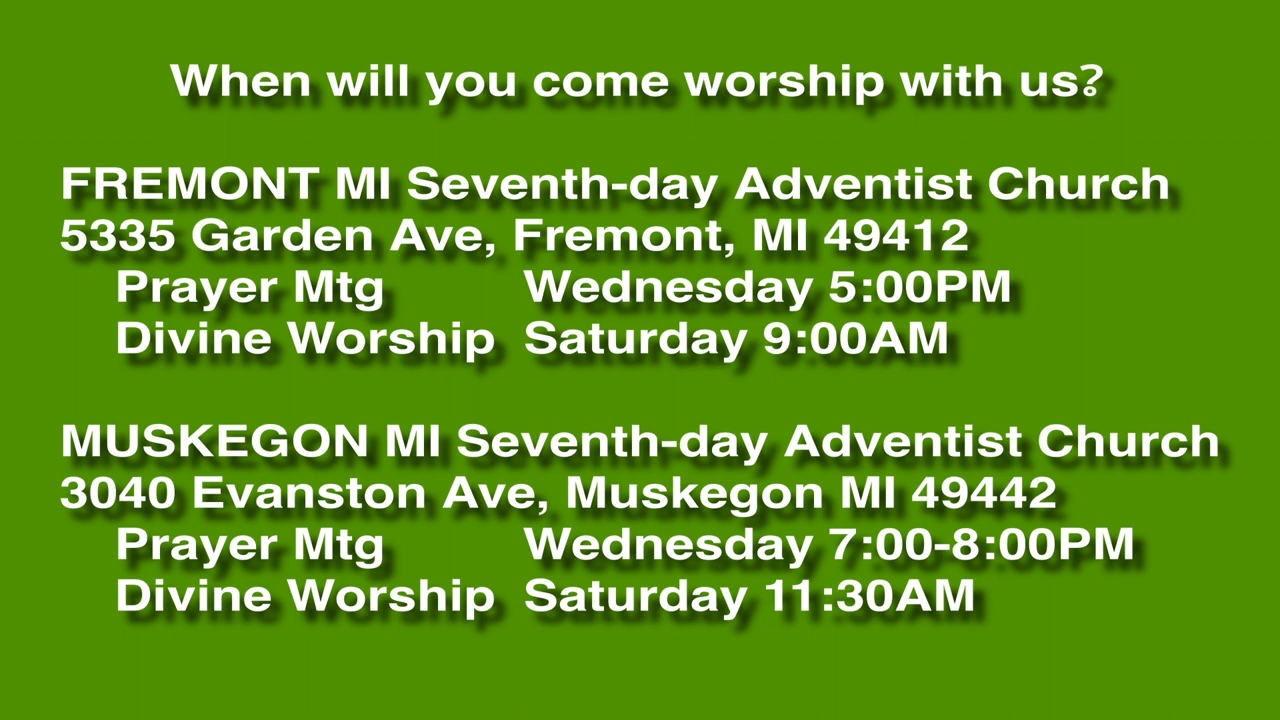 When will you come worship with us?
FREMONT MI Seventh-day Adventist Church
5335 Garden Ave, Fremont, MI 49412
Prayer Mtg Wednesday 5:00PM
Divine Worship Saturday 9:00AM
MUSKEGON MI Seventh-day Adventist Church
3040 Evanston Ave, Muskegon MI 49442
Prayer Mtg Wednesday 7:00-8:00PM
Divine Worship Saturday 11:30AM